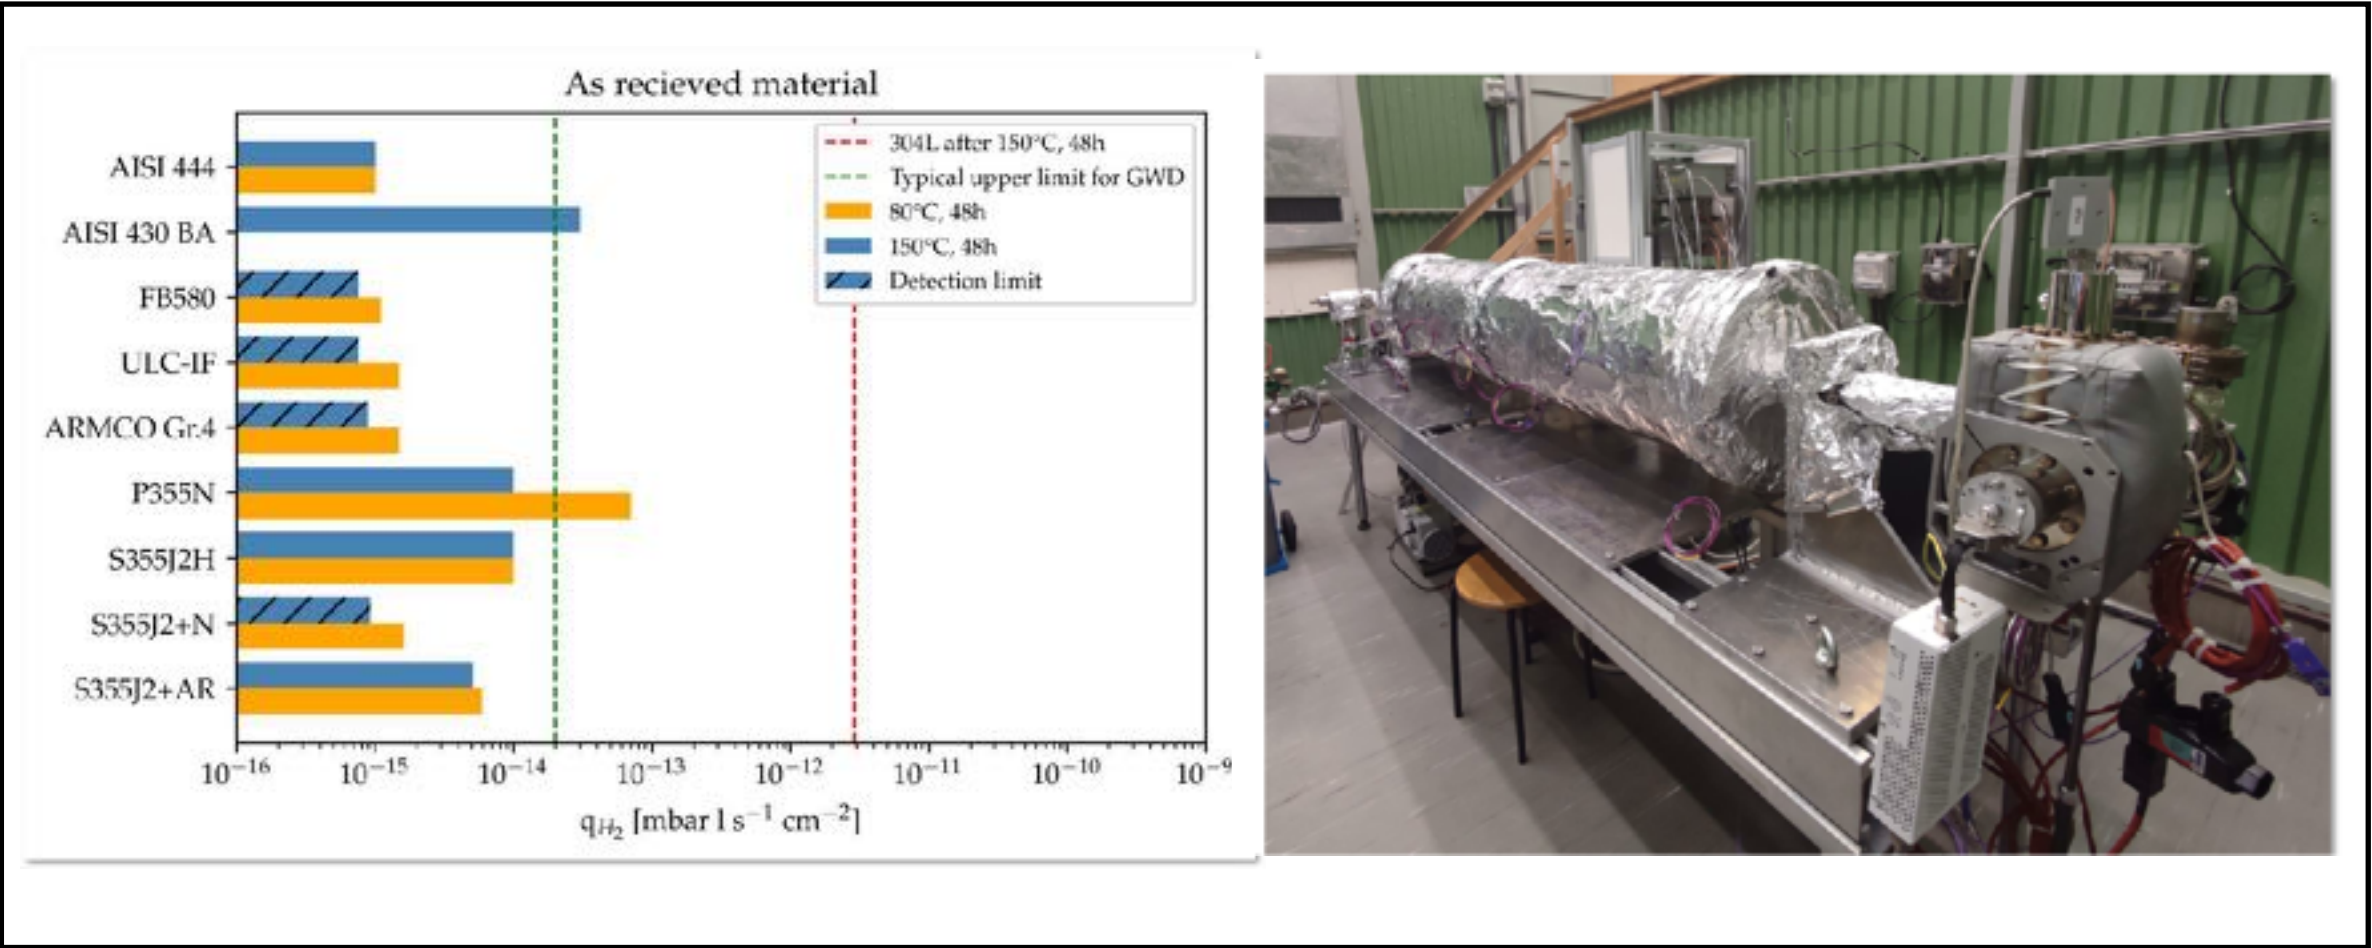 As recieved material
304L after 150°C, 48h
Typical upper limit for GWD
80°C, 48h
150°C, 48h
Detection limit
AISI 444
AISI 430 BA
FB580
ULC-IF
ARMCO Gr.4
P355N
S355J2H
S355J2+N
S355J2+AR
10⁻¹⁶ 10⁻¹⁵ 10⁻¹⁴ 10⁻¹³ 10⁻¹² 10⁻¹¹ 10⁻¹⁰ 10⁻⁹
q_H₂ [mbar l s⁻¹ cm⁻²]